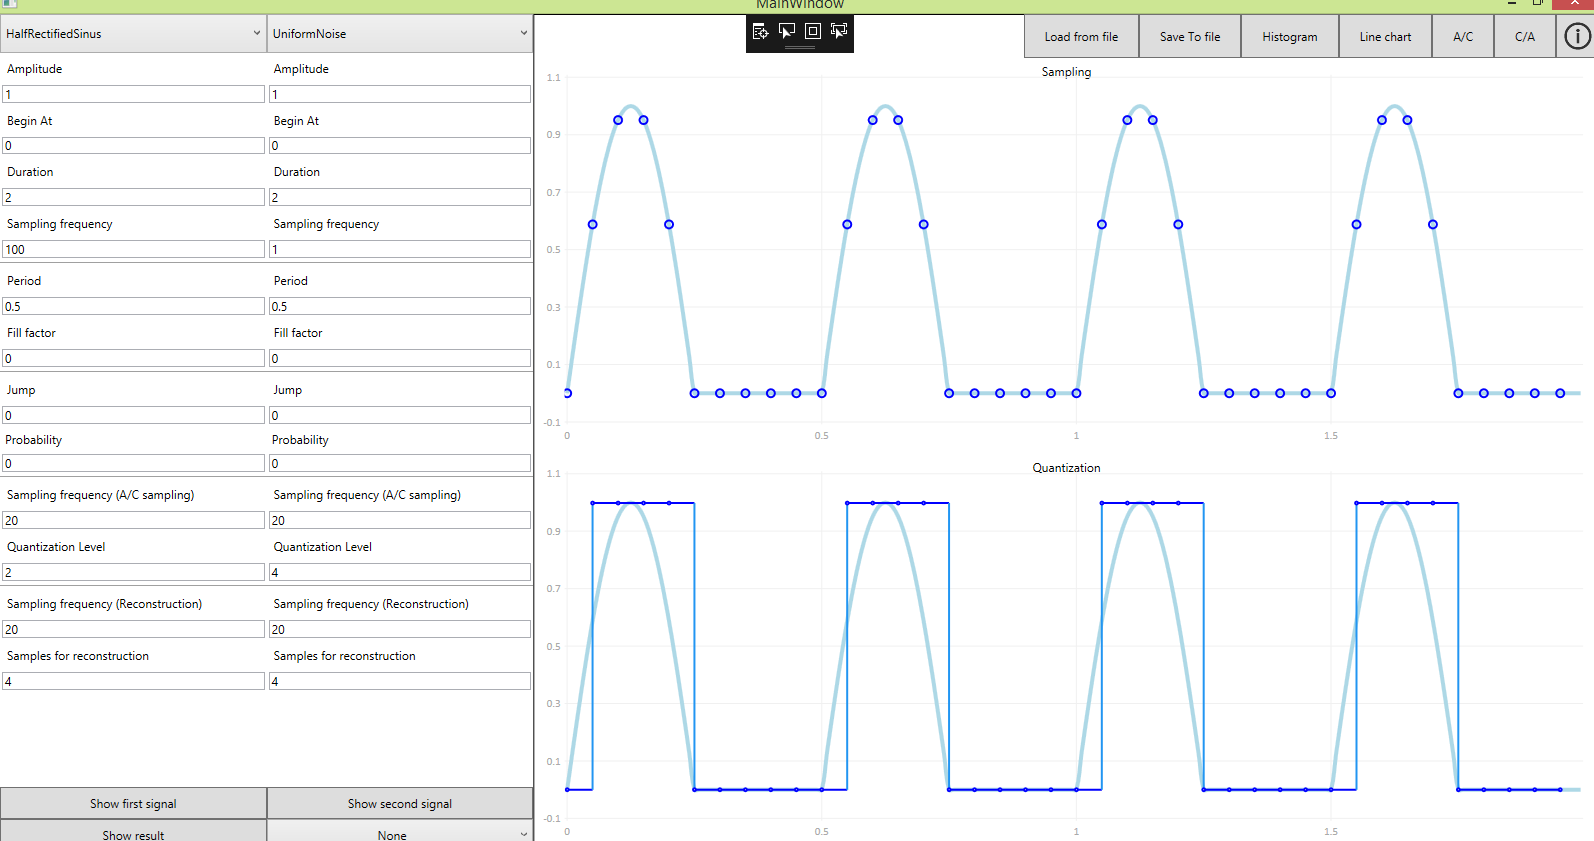 MainWindow
HalfRectifiedSinus UniformNoise
Load from file Save To file Histogram Line chart A/C C/A
Amplitude Amplitude
1 1
Begin At Begin At
0 0
Duration Duration
2 2
Sampling frequency Sampling frequency
100 1
Period Period
0.5 0.5
Fill factor Fill factor
0 0
Jump Jump
0 0
Probability Probability
0 0
Sampling frequency (A/C sampling) Sampling frequency (A/C sampling)
20 20
Quantization Level Quantization Level
2 4
Sampling frequency (Reconstruction) Sampling frequency (Reconstruction)
20 20
Samples for reconstruction Samples for reconstruction
4 4
Show first signal Show second signal
Show result None
Sampling
1.1
0.9
0.7
0.5
0.3
0.1
-0.1
0 0.5 1 1.5
Quantization
1.1
0.9
0.7
0.5
0.3
0.1
-0.1
0 0.5 1 1.5